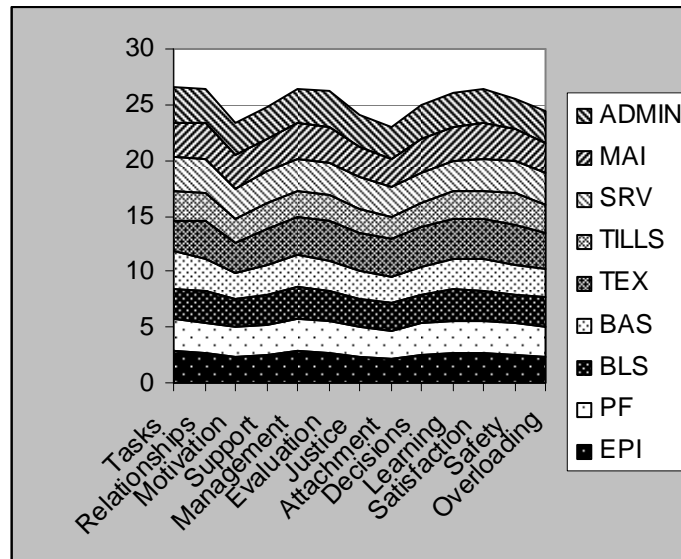 30
25
20
15
10
5
0
Tasks
Relationships
Motivation
Support
Management
Evaluation
Justice
Attachment
Decisions
Learning
Satisfaction
Safety
Overloading
ADMIN
MAI
SRV
TILLS
TEX
BAS
BLS
PF
EPI